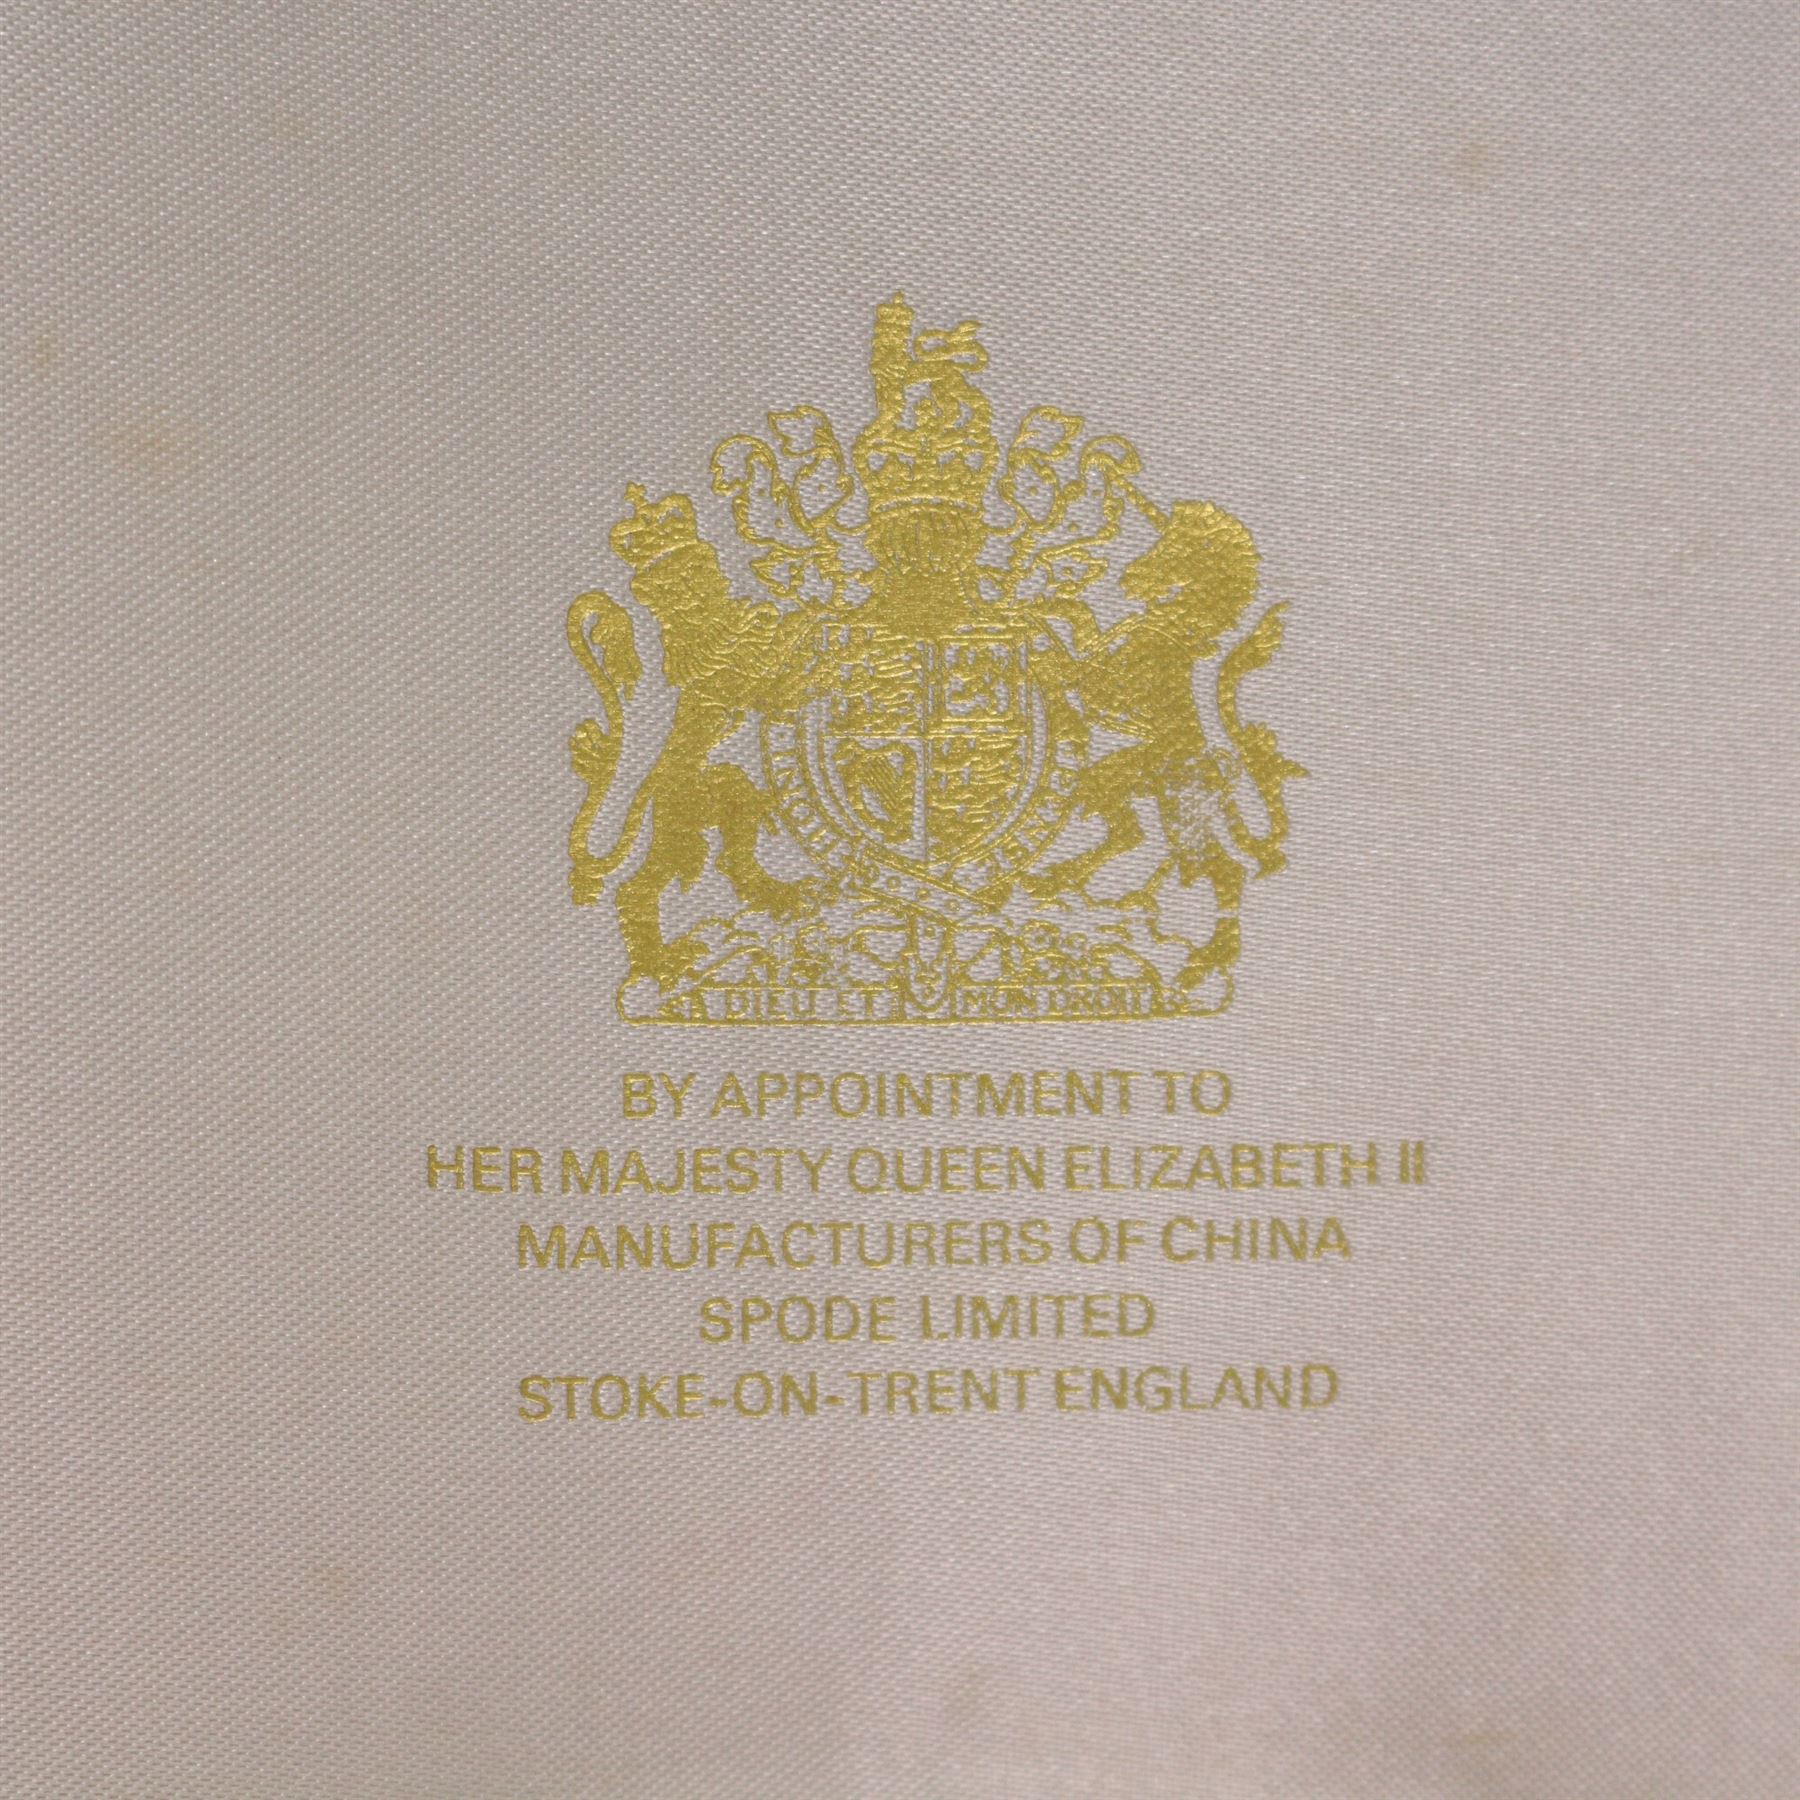 HONI
DIEU ET MON DROIT
BY APPOINTMENT TO
HER MAJESTY QUEEN ELIZABETH II
MANUFACTURERS OF CHINA
SPODE LIMITED
STOKE-ON-TRENT ENGLAND